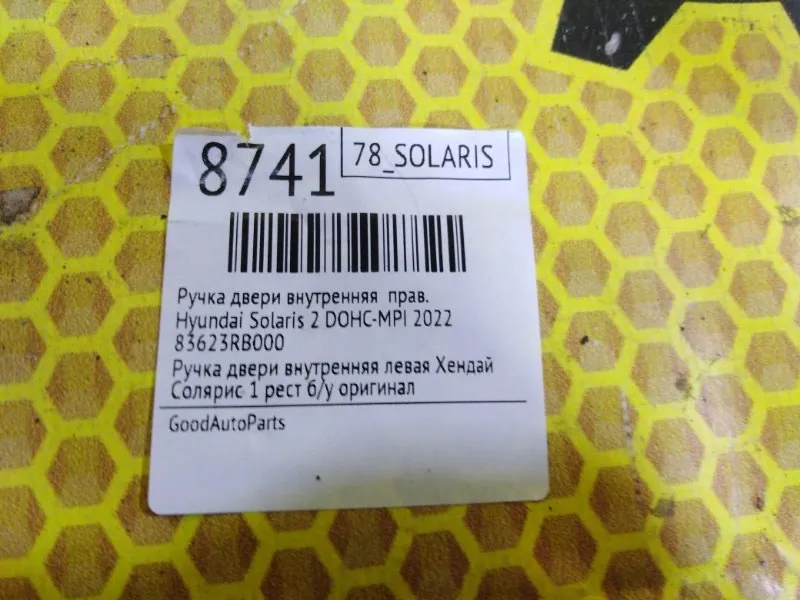 8741
78_SOLARIS
Ручка двери внутренняя прав.
Hyundai Solaris 2 DOHC-MPI 2022
83623RB000
Ручка двери внутренняя левая Хендай
Солярис 1 рест б/у оригинал
GoodAutoParts